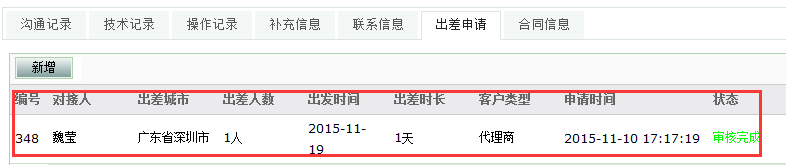 沟通记录 技术记录 操作记录 补充信息 联系信息 出差申请 合同信息
新增
编号 对接人 出差城市 出差人数 出发时间 出差时长 客户类型 申请时间 状态
348 魏莹 广东省深圳市 1人 2015-11-19 1天 代理商 2015-11-10 17:17:19 审核完成